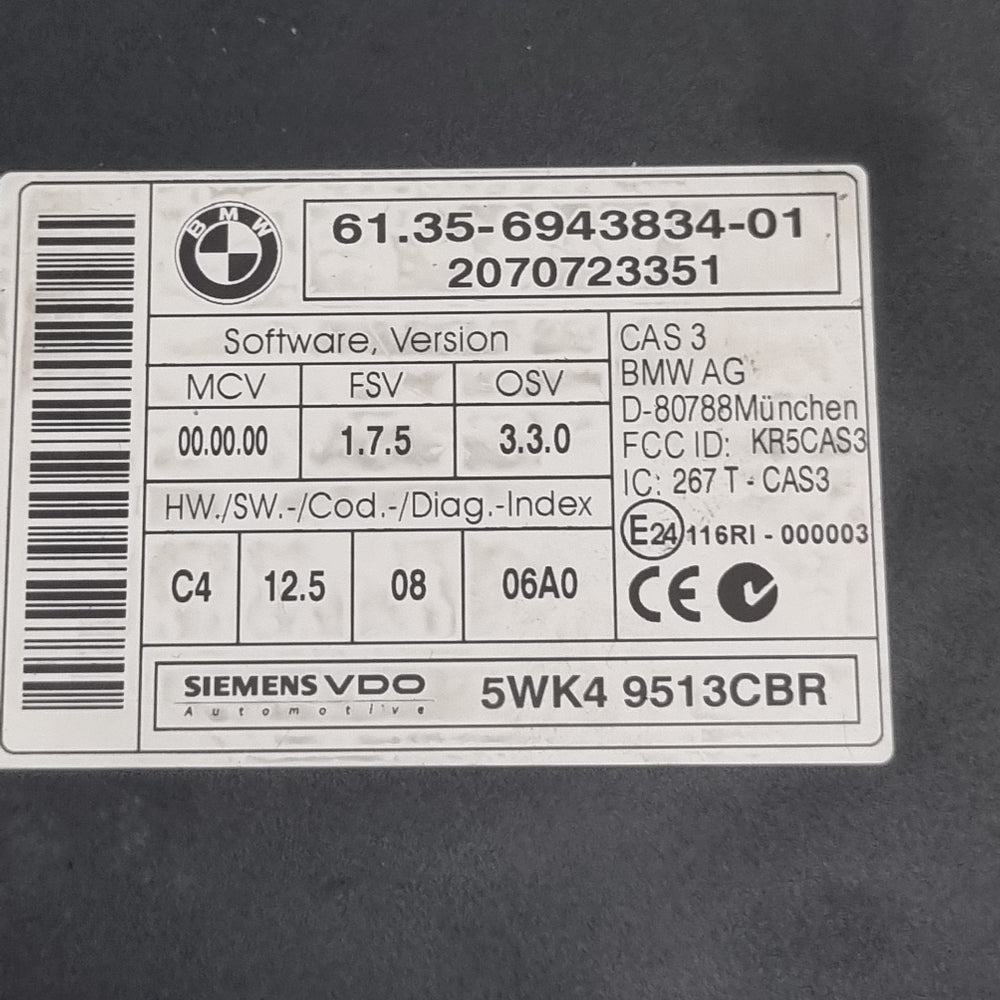 BMW
61.35-6943834-01
2070723351
Software, Version
MCV FSV OSV
00.00.00 1.7.5 3.3.0
HW./SW.-/Cod.-/Diag.-Index
C4 12.5 08 06A0
CAS 3
BMW AG
D-80788München
FCC ID: KR5CAS3
IC: 267 T - CAS3
E24 116RI - 000003
CE
SIEMENS VDO
Automotive
5WK4 9513CBR